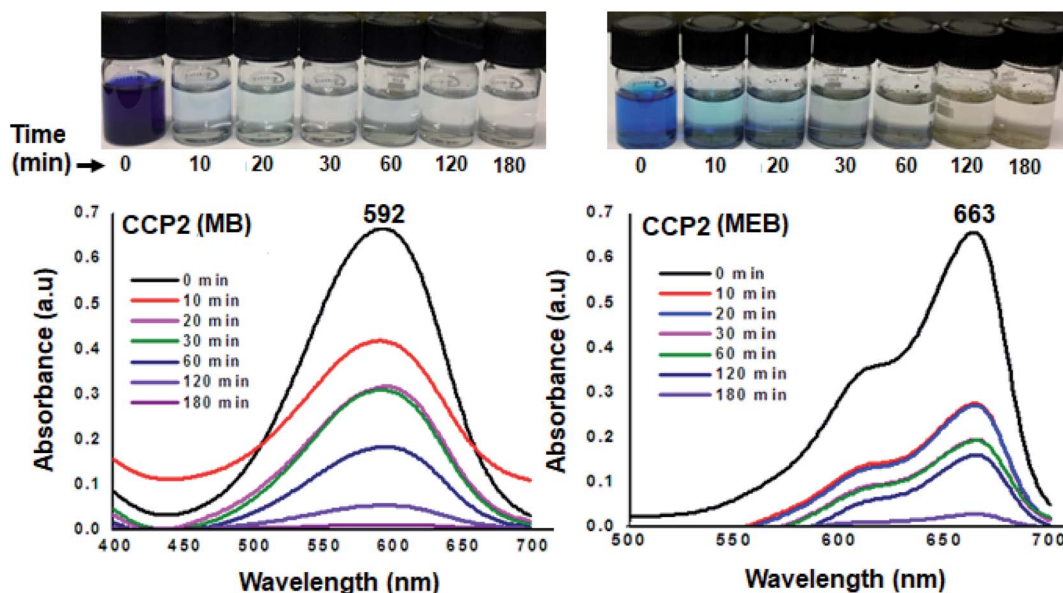 Time
(min)
0 10 20 30 60 120 180
0 10 20 30 60 120 180
CCP2 (MB)
592
0 min
10 min
20 min
30 min
60 min
120 min
180 min
Absorbance (a.u)
0.7
0.6
0.5
0.4
0.3
0.2
0.1
0.0
400 450 500 550 600 650 700
Wavelength (nm)
CCP2 (MEB)
663
0 min
10 min
20 min
30 min
60 min
120 min
180 min
Absorbance (a.u)
0.7
0.6
0.5
0.4
0.3
0.2
0.1
0.0
500 550 600 650 700
Wavelength (nm)